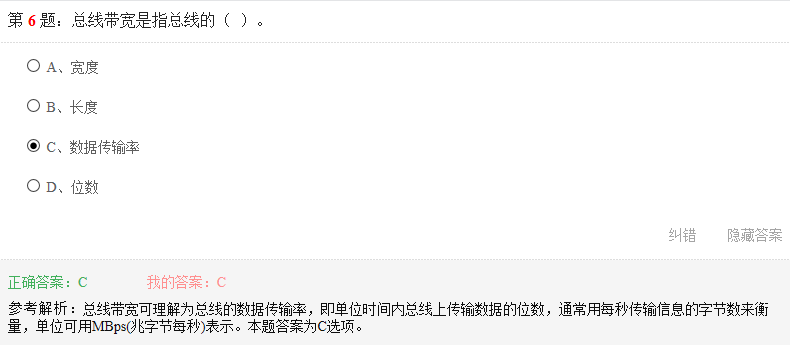 第 6 题：总线带宽是指总线的（  ）。
A、宽度
B、长度
C、数据传输率
D、位数
纠错 隐藏答案
正确答案：C 我的答案：C
参考解析：总线带宽可理解为总线的数据传输率，即单位时间内总线上传输数据的位数，通常用每秒传输信息的字节数来衡
量，单位可用MBps(兆字节每秒)表示。本题答案为C选项。